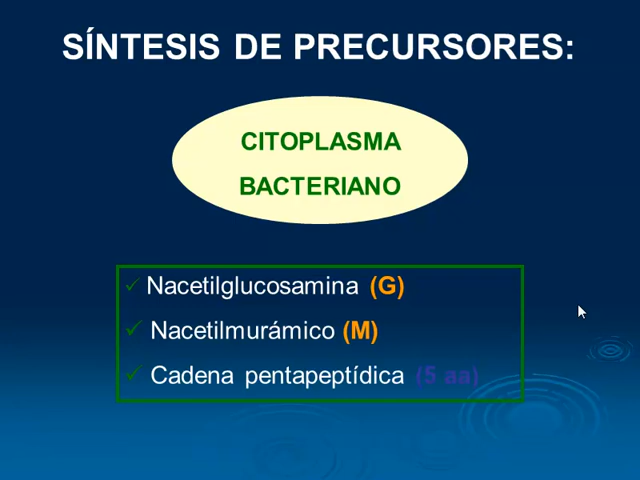 SÍNTESIS DE PRECURSORES:
CITOPLASMA
BACTERIANO
Nacetilglucosamina (G)
Nacetilmurámico (M)
Cadena pentapeptídica (5 aa)